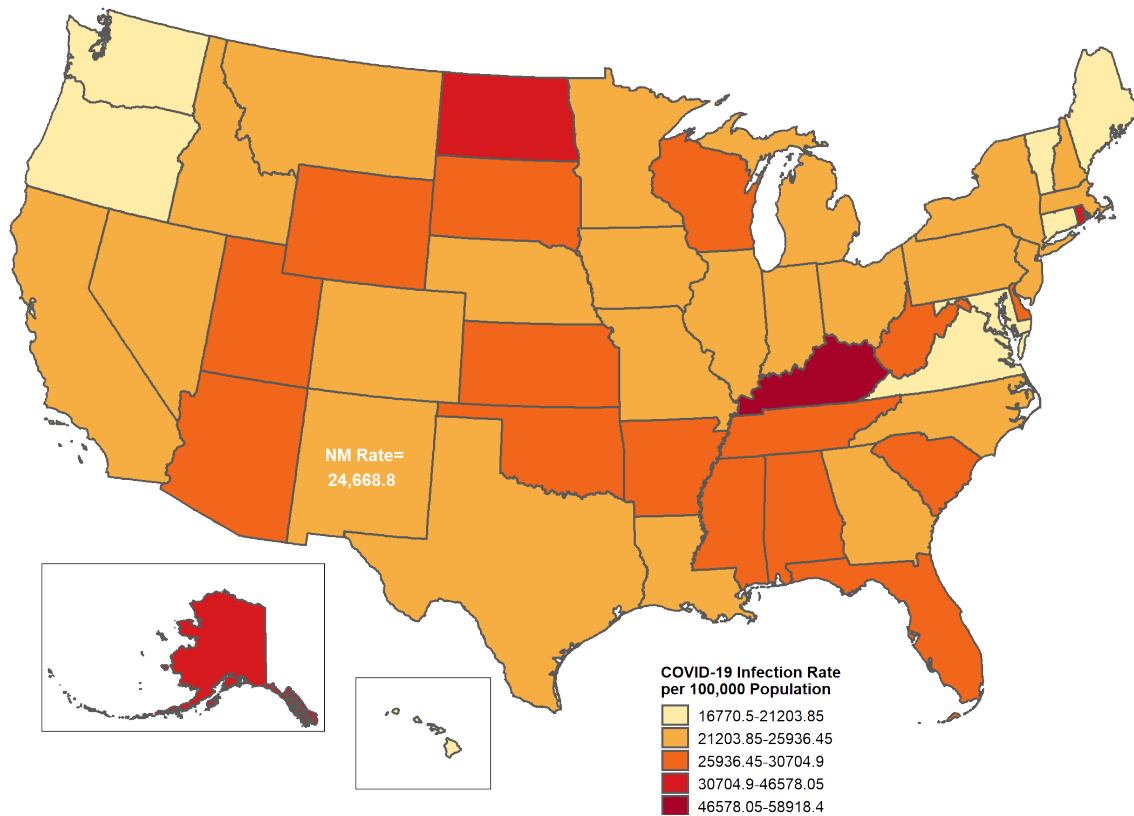 NM Rate=
24,668.8
COVID-19 Infection Rate
per 100,000 Population
16770.5-21203.85
21203.85-25936.45
25936.45-30704.9
30704.9-46578.05
46578.05-58918.4